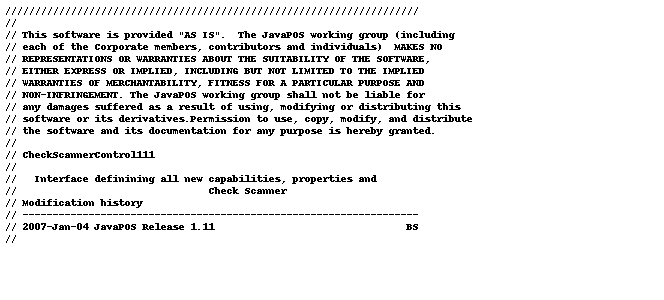 //////////////////////////////////////////////////////////////////////
//
// This software is provided "AS IS".  The JavaPOS working group (including
// each of the Corporate members, contributors and individuals)  MAKES NO
// REPRESENTATIONS OR WARRANTIES ABOUT THE SUITABILITY OF THE SOFTWARE,
// EITHER EXPRESS OR IMPLIED, INCLUDING BUT NOT LIMITED TO THE IMPLIED
// WARRANTIES OF MERCHANTABILITY, FITNESS FOR A PARTICULAR PURPOSE AND
// NON-INFRINGEMENT. The JavaPOS working group shall not be liable for
// any damages suffered as a result of using, modifying or distributing this
// software or its derivatives.Permission to use, copy, modify, and distribute
// the software and its documentation for any purpose is hereby granted.
//
// CheckScannerControl111
//
//   Interface definining all new capabilities, properties and
//                                 Check Scanner
// Modification history
// -------------------------------------------------------------------
// 2007-Jan-04 JavaPOS Release 1.11                                 BS
//